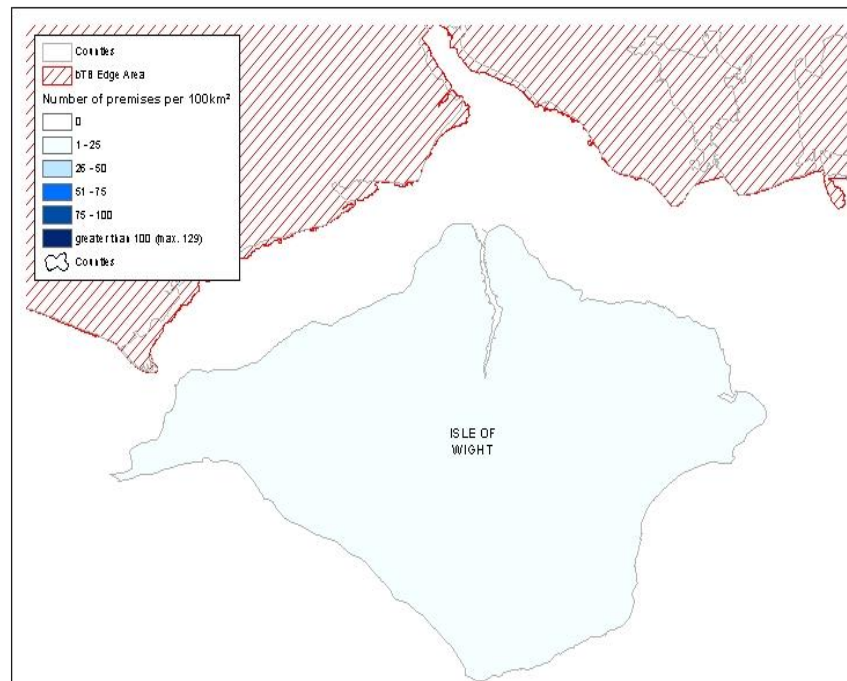 Counties
bTB Edge Area
Number of premises per 100km²
0
1 - 25
26 - 50
51 - 75
75 - 100
greater than 100 (max. 129)
Counties
ISLE OF
WIGHT